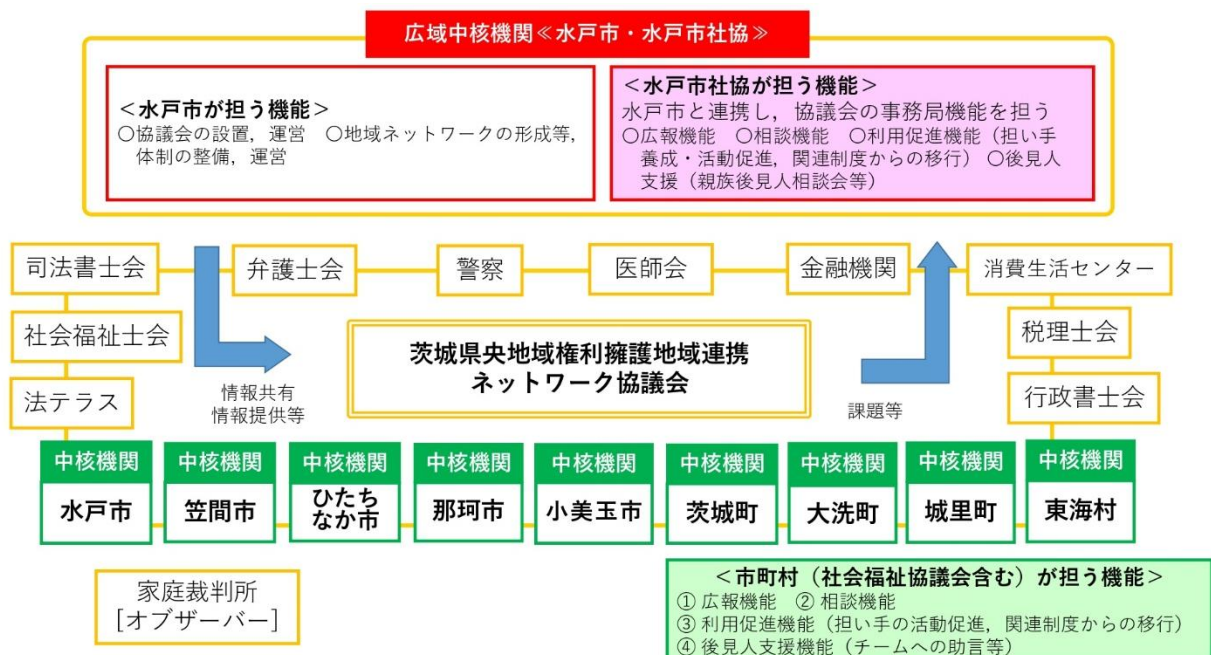 広域中核機関≪水戸市・水戸市社協≫
＜水戸市が担う機能＞
○協議会の設置，運営　○地域ネットワークの形成等，
体制の整備，運営
＜水戸市社協が担う機能＞
水戸市と連携し，協議会の事務局機能を担う
○広報機能　○相談機能　○利用促進機能（担い手
養成・活動促進，関連制度からの移行）○後見人
支援（親族後見人相談会等）
司法書士会
弁護士会
警察
医師会
金融機関
消費生活センター
社会福祉士会
税理士会
法テラス
行政書士会
茨城県央地域権利擁護地域連携
ネットワーク協議会
情報共有
情報提供等
課題等
中核機関
水戸市
中核機関
笠間市
中核機関
ひたち
なか市
中核機関
那珂市
中核機関
小美玉市
中核機関
茨城町
中核機関
大洗町
中核機関
城里町
中核機関
東海村
家庭裁判所
[オブザーバー]
＜市町村（社会福祉協議会含む）が担う機能＞
① 広報機能　② 相談機能
③ 利用促進機能（担い手の活動促進，関連制度からの移行）
④ 後見人支援機能（チームへの助言等）